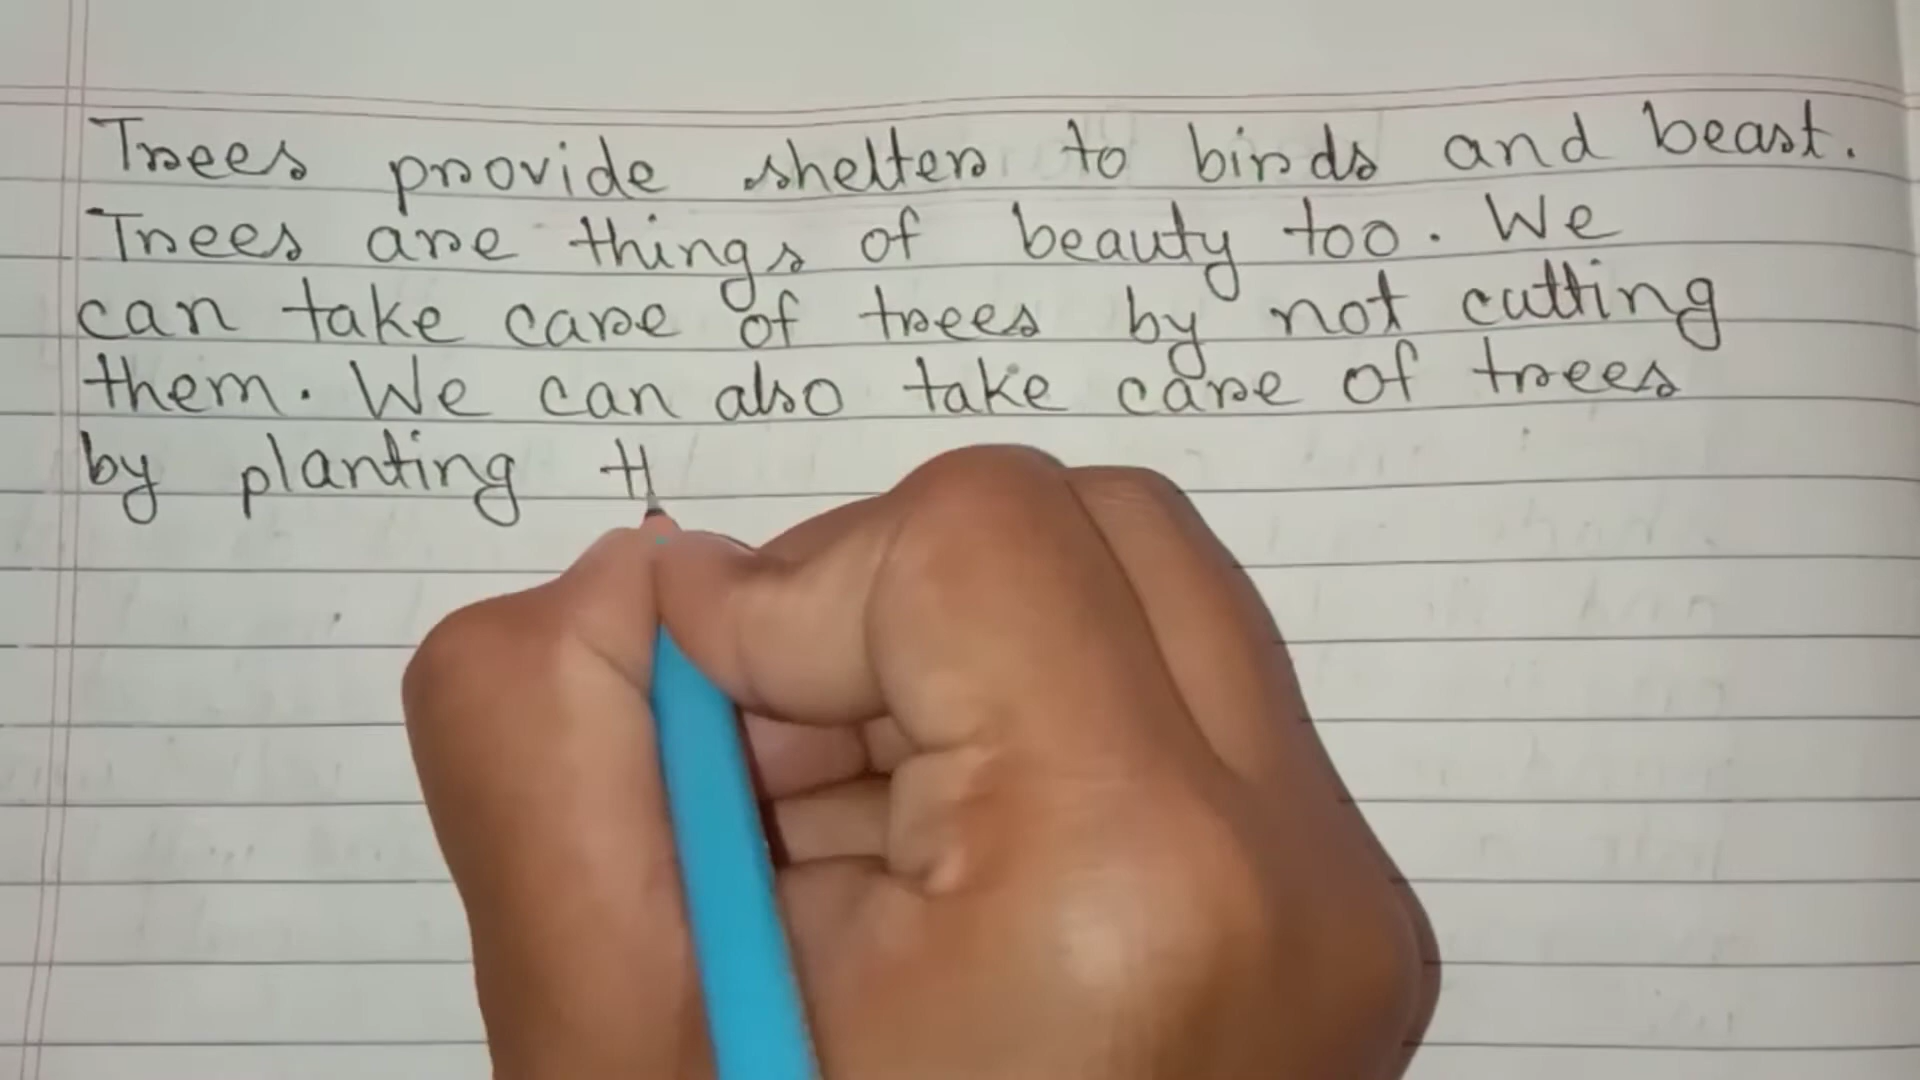 Trees provide shelter to birds and beast.
Trees are things of beauty too. We
can take care of trees by not cutting
them. We can also take care of trees
by planting th